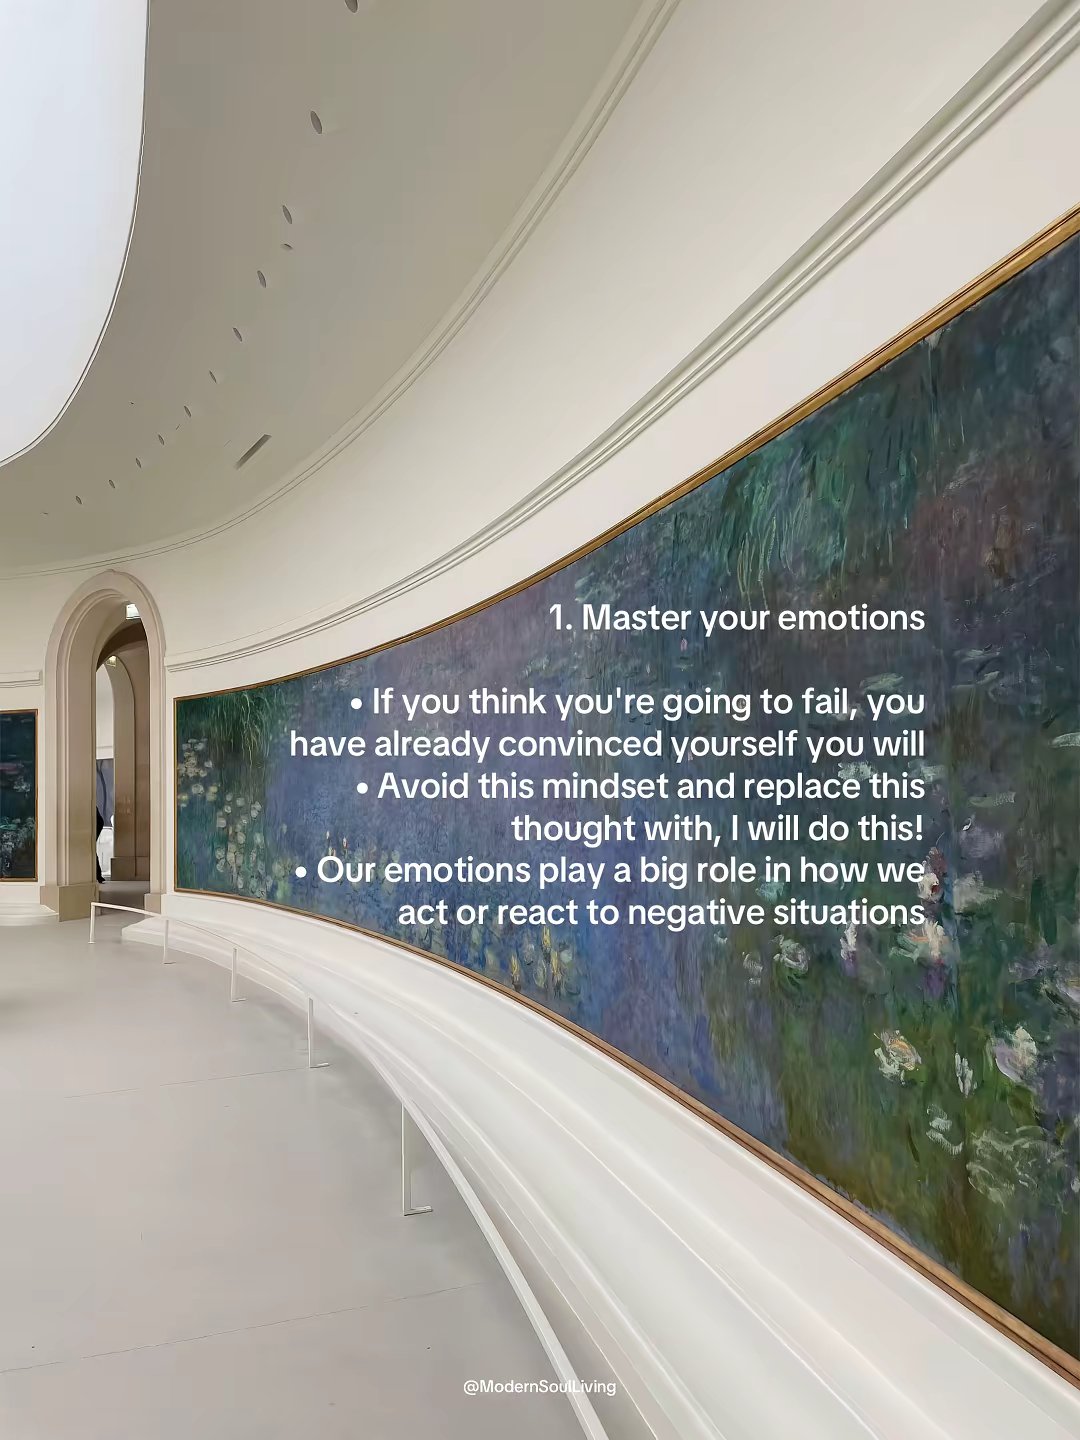 1. Master your emotions
• If you think you're going to fail, you
have already convinced yourself you will
• Avoid this mindset and replace this
thought with, I will do this!
• Our emotions play a big role in how we
act or react to negative situations
@ModernSoulLiving